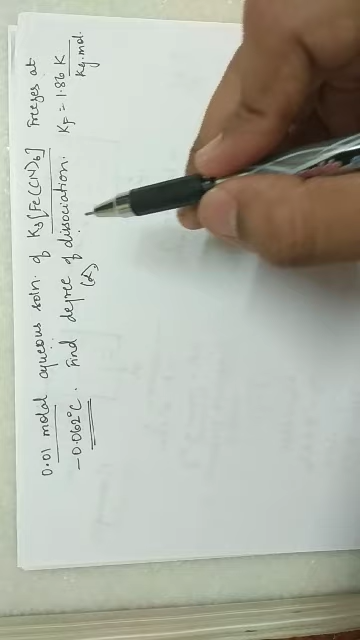 0.01 molal aqueous soln. of K3[Fe(CN)6] Freezes at
-0.062°C. Find degree of dissociation. KF = 1.86 K/Kg.mol.
(α)